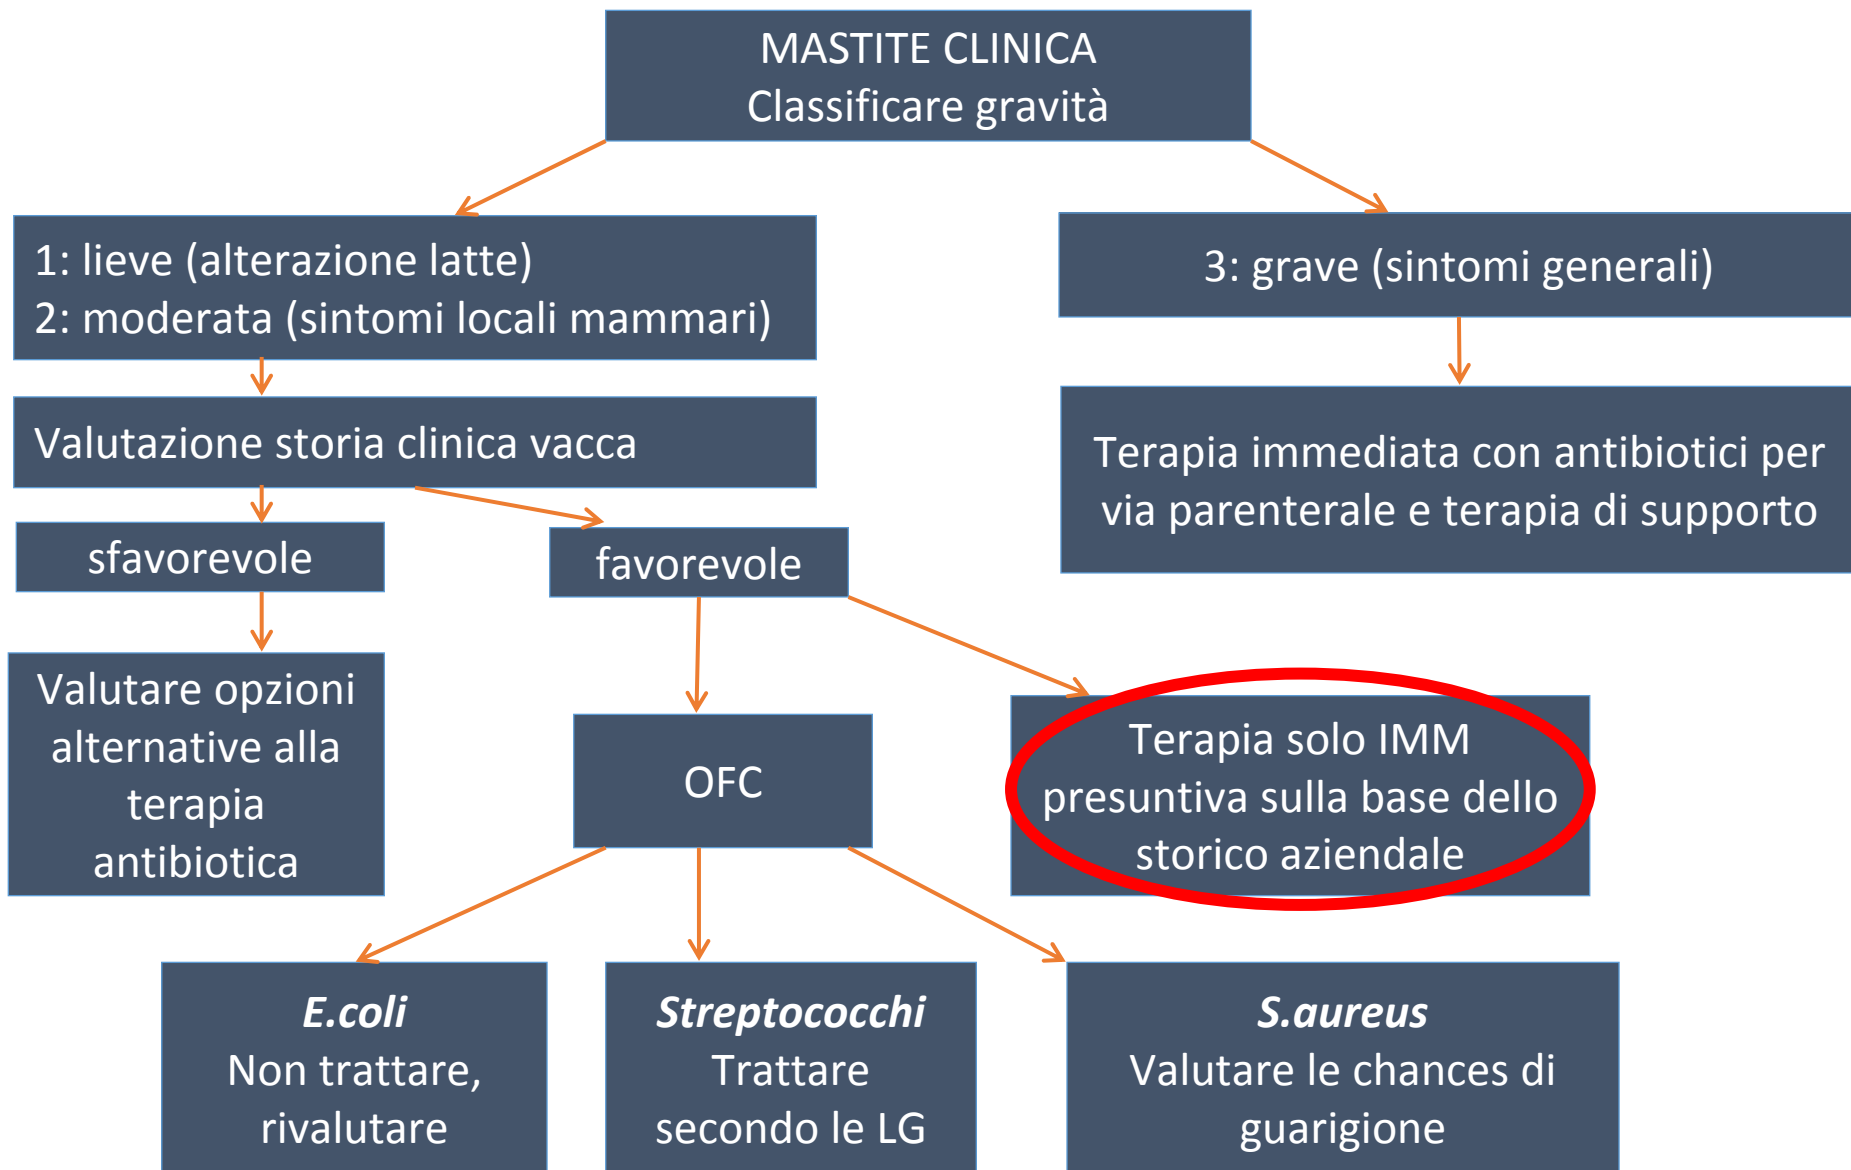 MASTITE CLINICA
Classificare gravità
1: lieve (alterazione latte)
2: moderata (sintomi locali mammari)
3: grave (sintomi generali)
Valutazione storia clinica vacca
Terapia immediata con antibiotici per
via parenterale e terapia di supporto
sfavorevole
favorevole
Valutare opzioni
alternative alla
terapia
antibiotica
OFC
Terapia solo IMM
presuntiva sulla base dello
storico aziendale
E.coli
Non trattare,
rivalutare
Streptococchi
Trattare
secondo le LG
S.aureus
Valutare le chances di
guarigione